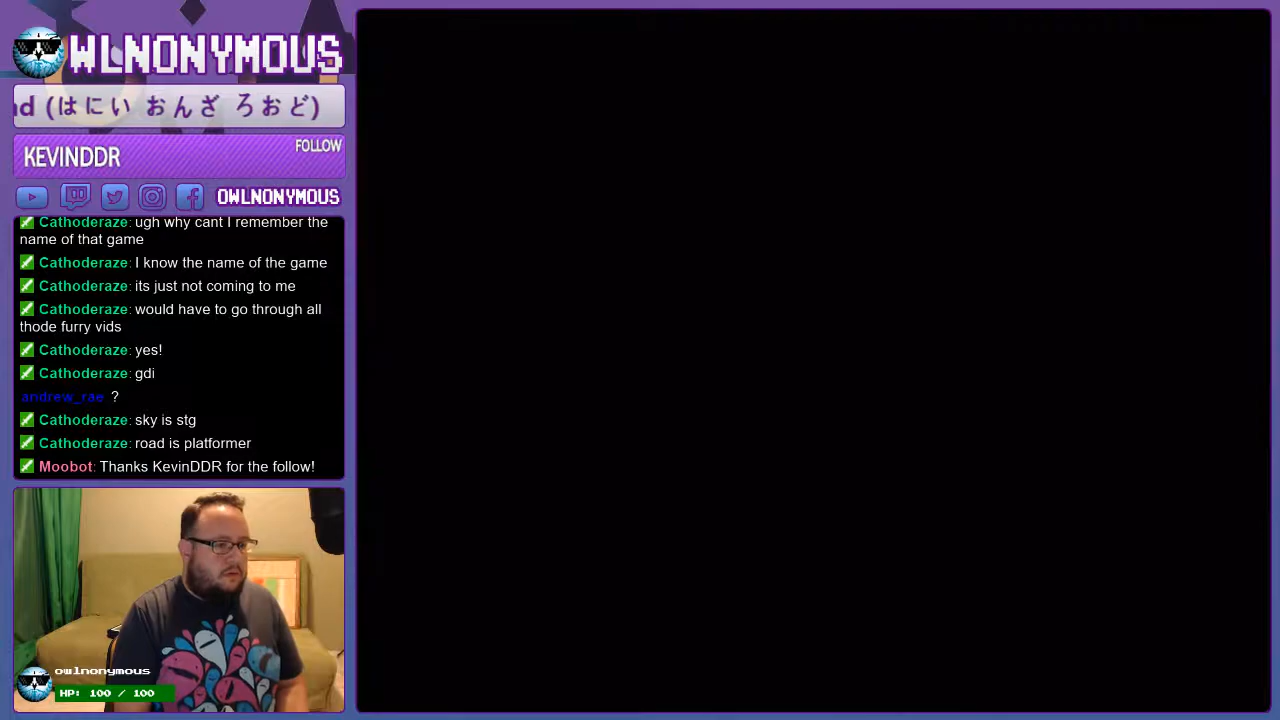 OWLNONYMOUS
ad (はにい おんざ ろおど)
KEVINDDR
FOLLOW
OWLNONYMOUS
Cathoderaze: ugh why cant I remember the
name of that game
Cathoderaze: I know the name of the game
Cathoderaze: its just not coming to me
Cathoderaze: would have to go through all
thode furry vids
Cathoderaze: yes!
Cathoderaze: gdi
andrew_rae ?
Cathoderaze: sky is stg
Cathoderaze: road is platformer
Moobot: Thanks KevinDDR for the follow!
owlnonymous
HP: 100 / 100